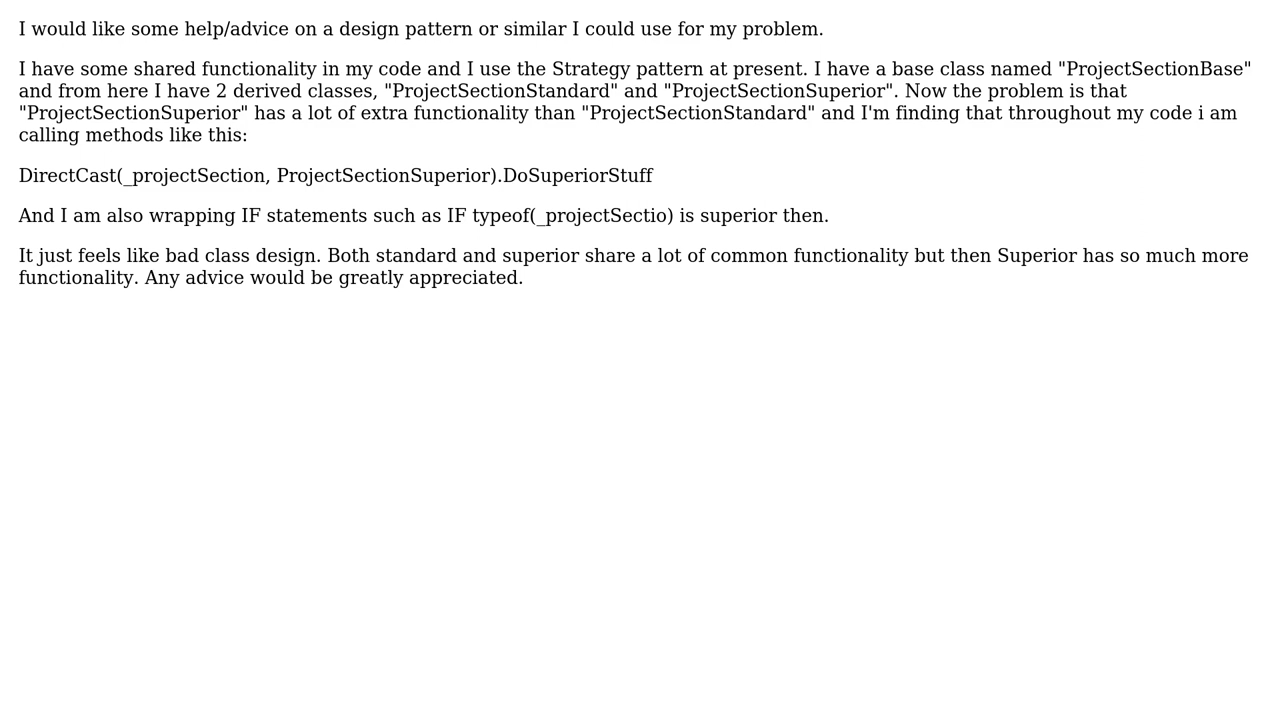 I would like some help/advice on a design pattern or similar I could use for my problem.
I have some shared functionality in my code and I use the Strategy pattern at present. I have a base class named "ProjectSectionBase"
and from here I have 2 derived classes, "ProjectSectionStandard" and "ProjectSectionSuperior". Now the problem is that
"ProjectSectionSuperior" has a lot of extra functionality than "ProjectSectionStandard" and I'm finding that throughout my code i am
calling methods like this:
DirectCast(_projectSection, ProjectSectionSuperior).DoSuperiorStuff
And I am also wrapping IF statements such as IF typeof(_projectSectio) is superior then.
It just feels like bad class design. Both standard and superior share a lot of common functionality but then Superior has so much more
functionality. Any advice would be greatly appreciated.